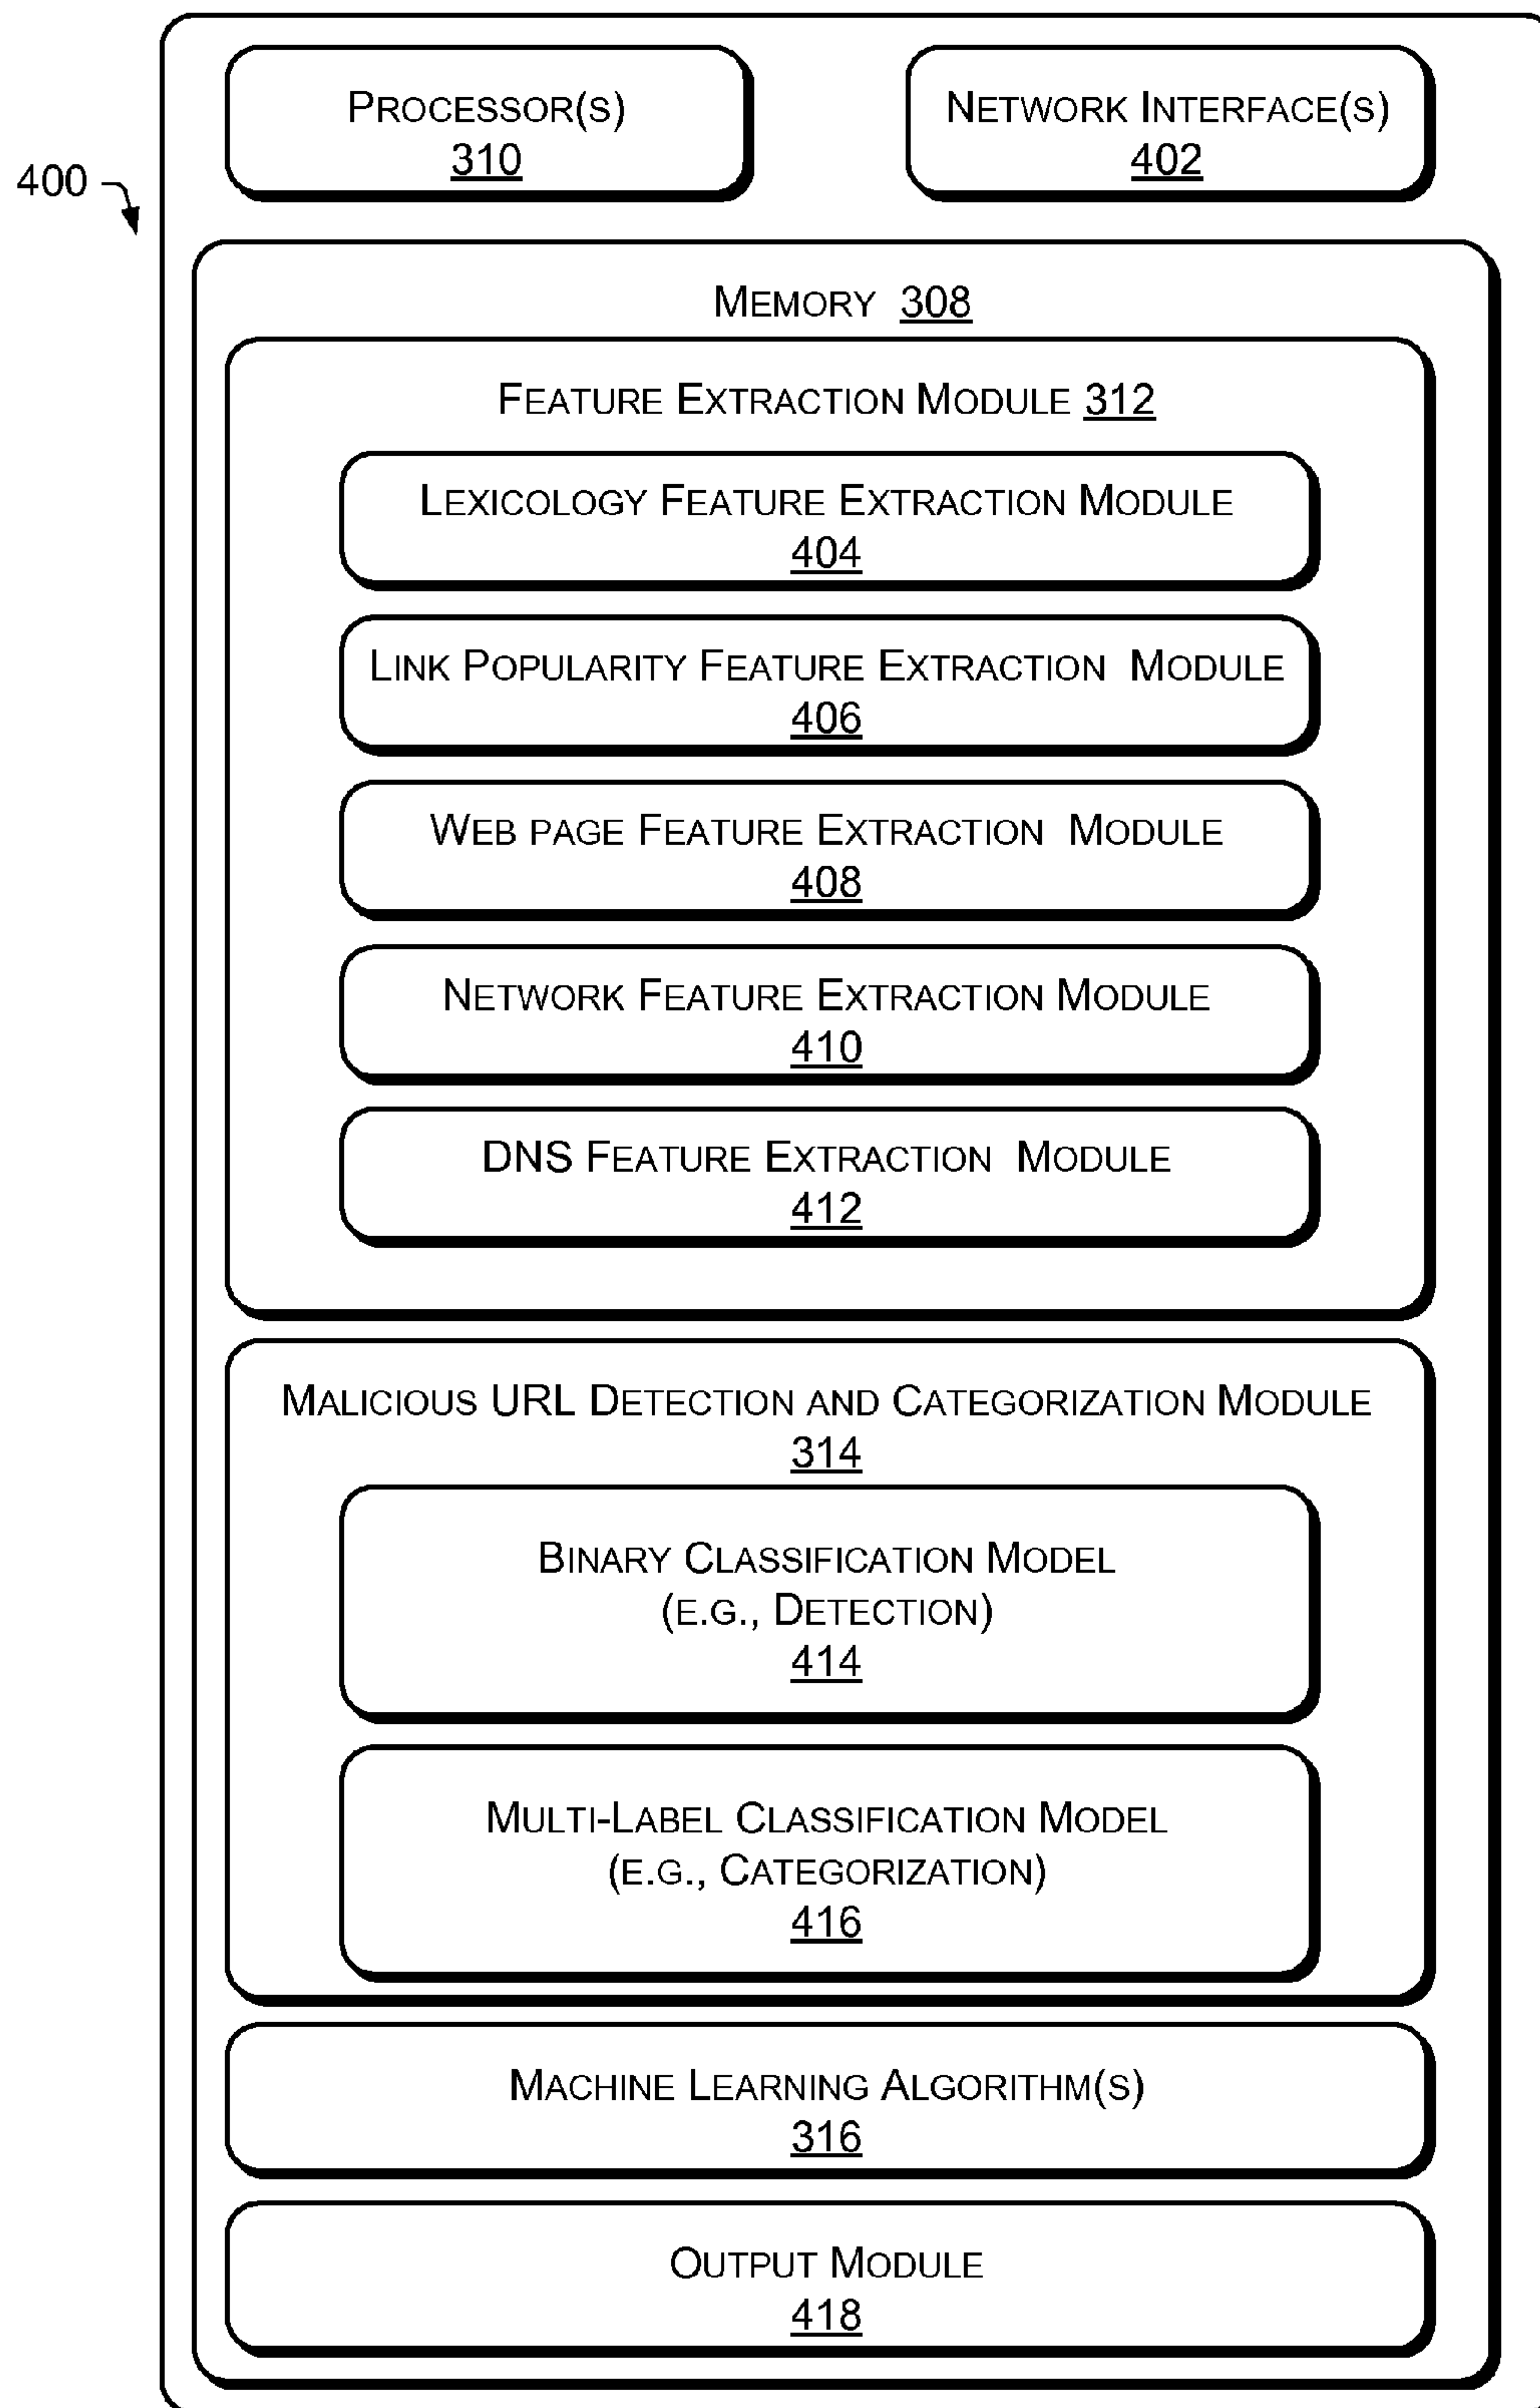 PROCESSOR(S)
310
NETWORK INTERFACE(S)
402
400
MEMORY 308
FEATURE EXTRACTION MODULE 312
LEXICOLOGY FEATURE EXTRACTION MODULE
404
LINK POPULARITY FEATURE EXTRACTION MODULE
406
WEB PAGE FEATURE EXTRACTION MODULE
408
NETWORK FEATURE EXTRACTION MODULE
410
DNS FEATURE EXTRACTION MODULE
412
MALICIOUS URL DETECTION AND CATEGORIZATION MODULE
314
BINARY CLASSIFICATION MODEL
(E.G., DETECTION)
414
MULTI-LABEL CLASSIFICATION MODEL
(E.G., CATEGORIZATION)
416
MACHINE LEARNING ALGORITHM(S)
316
OUTPUT MODULE
418